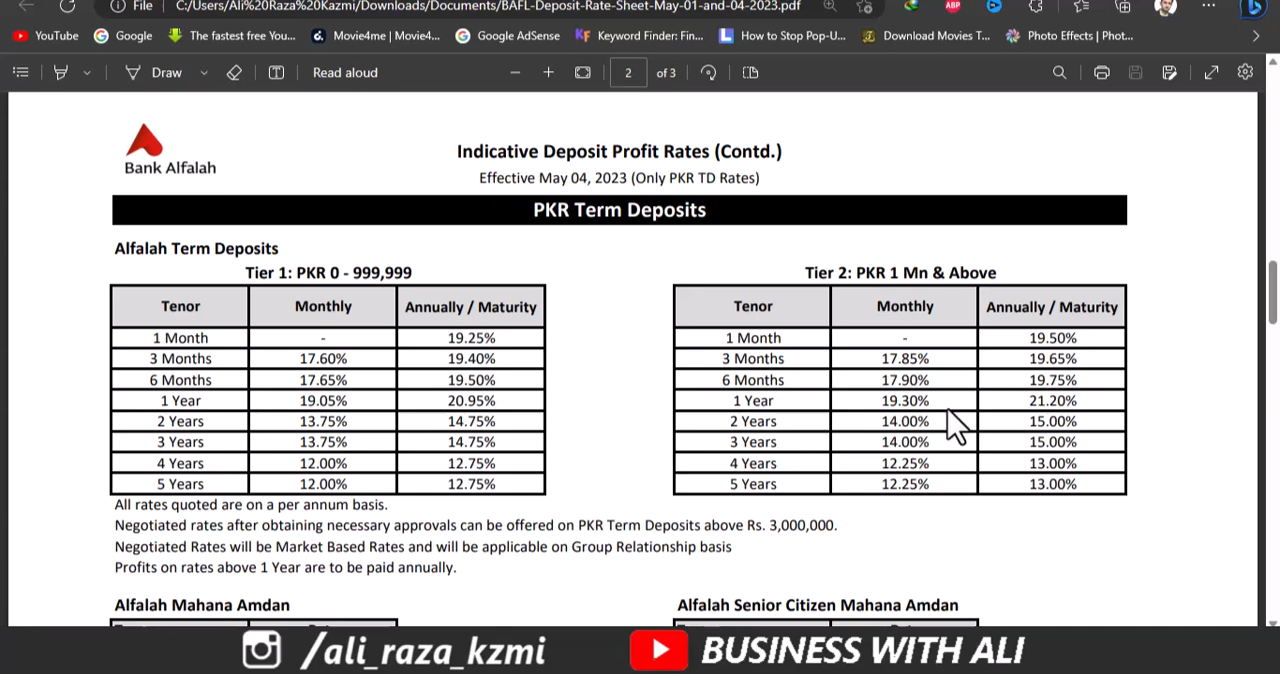 File C:/Users/Ali%20Raza%20Kazmi/Downloads/Documents/BAFL-Deposit-Rate-Sheet-May-01-and-04-2023.pdf ABP
YouTube Google The fastest free You... Movie4me | Movie4... Google AdSense KF Keyword Finder: Fin... L How to Stop Pop-U... Download Movies T... Photo Effects | Phot...
Draw Read aloud 2 of 3
Bank Alfalah
Indicative Deposit Profit Rates (Contd.)
Effective May 04, 2023 (Only PKR TD Rates)
PKR Term Deposits
Alfalah Term Deposits
Tier 1: PKR 0 - 999,999
Tenor Monthly Annually / Maturity
1 Month - 19.25%
3 Months 17.60% 19.40%
6 Months 17.65% 19.50%
1 Year 19.05% 20.95%
2 Years 13.75% 14.75%
3 Years 13.75% 14.75%
4 Years 12.00% 12.75%
5 Years 12.00% 12.75%
Tier 2: PKR 1 Mn & Above
Tenor Monthly Annually / Maturity
1 Month - 19.50%
3 Months 17.85% 19.65%
6 Months 17.90% 19.75%
1 Year 19.30% 21.20%
2 Years 14.00% 15.00%
3 Years 14.00% 15.00%
4 Years 12.25% 13.00%
5 Years 12.25% 13.00%
All rates quoted are on a per annum basis.
Negotiated rates after obtaining necessary approvals can be offered on PKR Term Deposits above Rs. 3,000,000.
Negotiated Rates will be Market Based Rates and will be applicable on Group Relationship basis
Profits on rates above 1 Year are to be paid annually.
Alfalah Mahana Amdan
Alfalah Senior Citizen Mahana Amdan
/ali_raza_kzmi BUSINESS WITH ALI